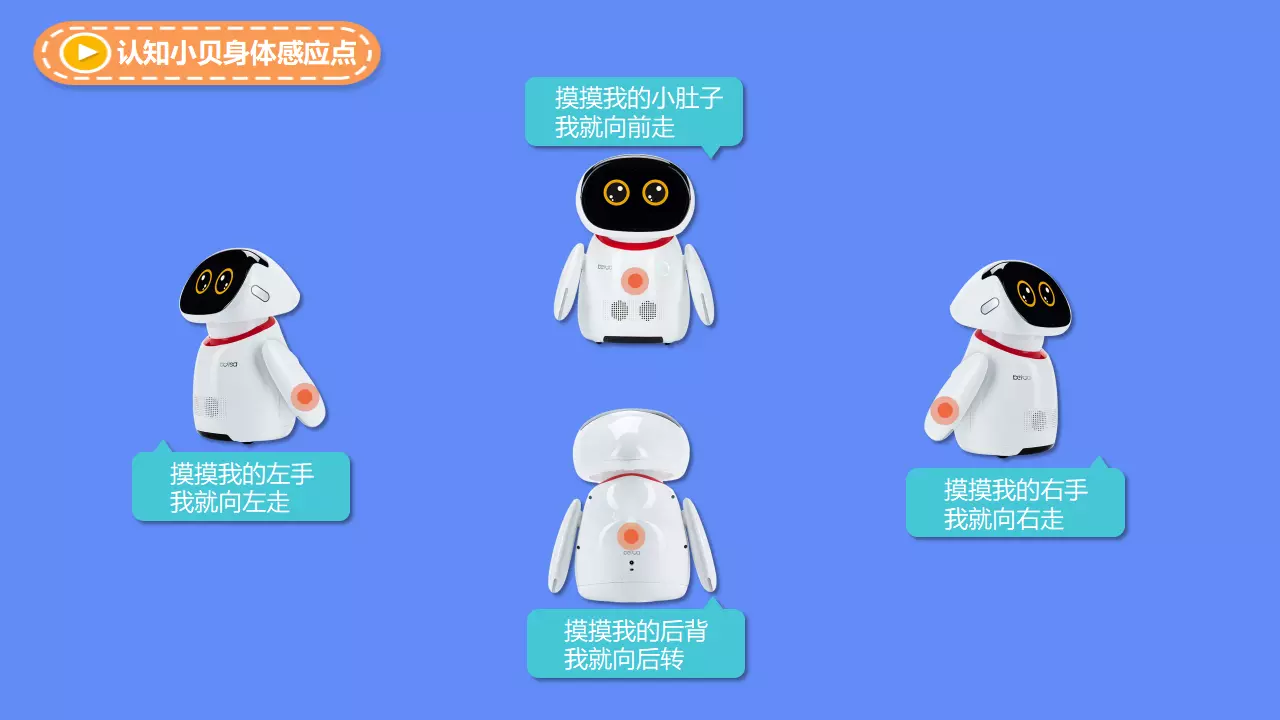 认知小贝身体感应点
摸摸我的小肚子
我就向前走
摸摸我的左手
我就向左走
摸摸我的右手
我就向右走
摸摸我的后背
我就向后转